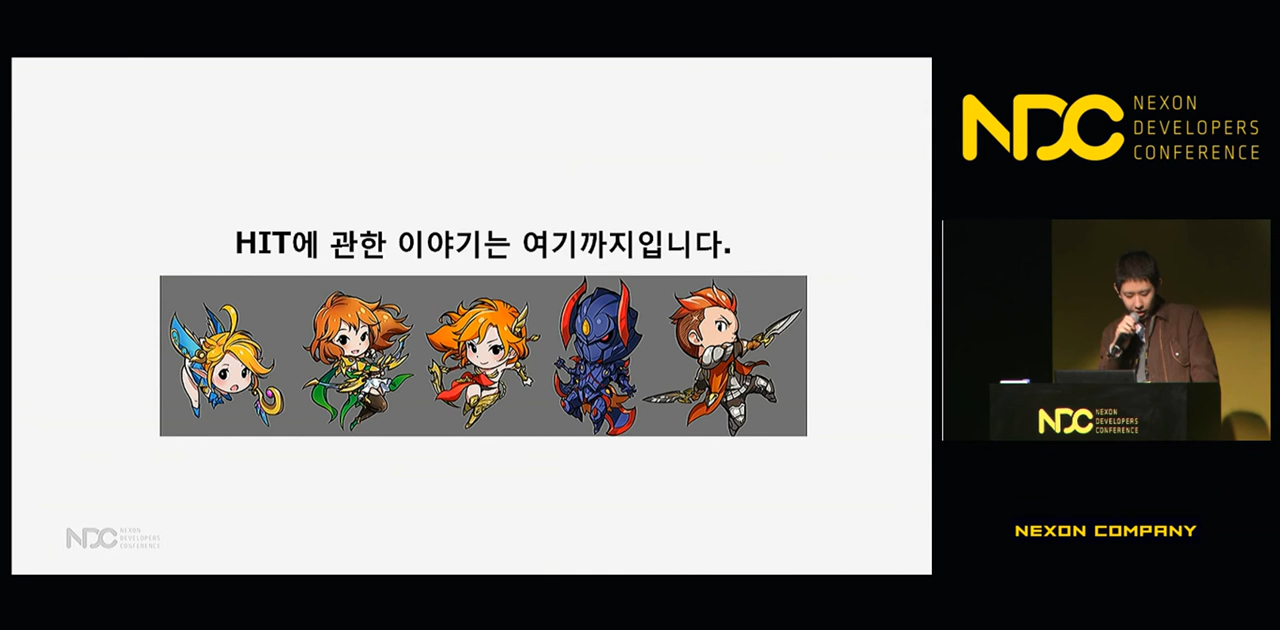 HIT에 관한 이야기는 여기까지입니다.
NDC NEXON
DEVELOPERS
CONFERENCE
NDC NEXON
DEVELOPERS
CONFERENCE
NDC NEXON
DEVELOPERS
CONFERENCE
NEXON COMPANY